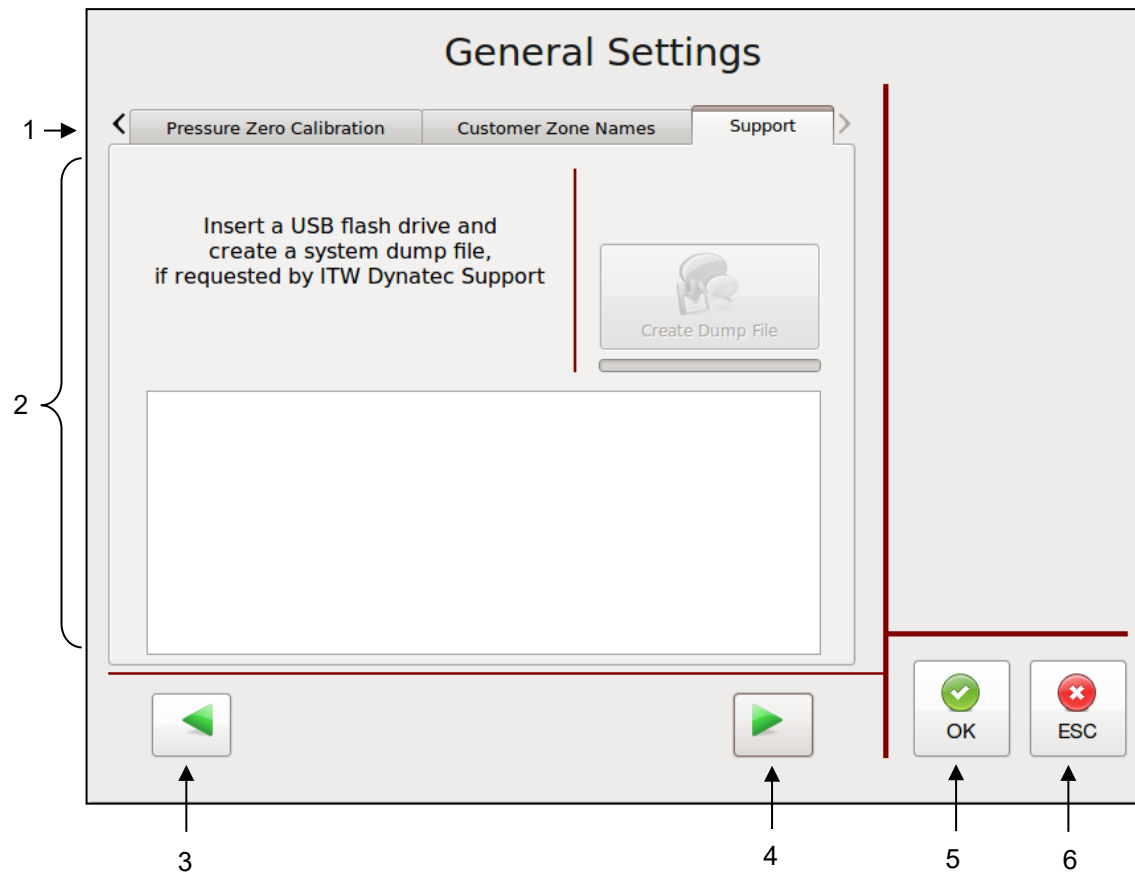 General Settings
1
Pressure Zero Calibration
Customer Zone Names
Support
2
Insert a USB flash drive and
create a system dump file,
if requested by ITW Dynatec Support
Create Dump File
OK
ESC
3
4
5
6